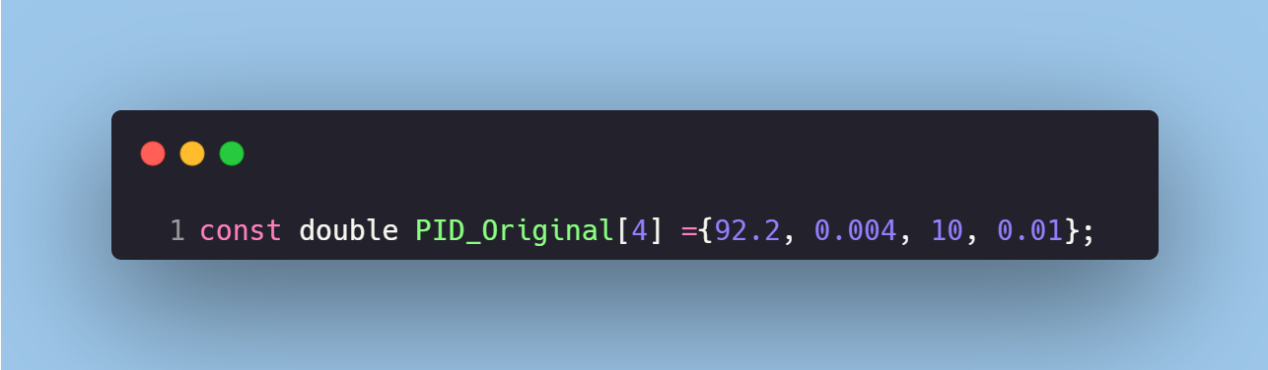 1 const double PID_Original[4] ={92.2, 0.004, 10, 0.01};